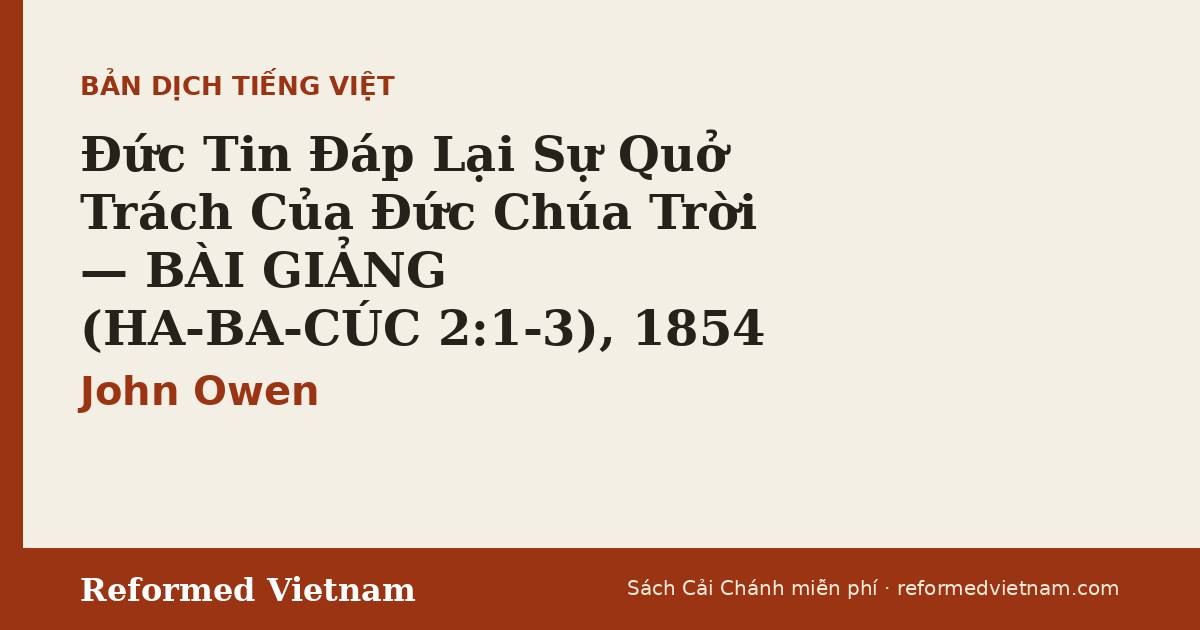 BẢN DỊCH TIẾNG VIỆT
Đức Tin Đáp Lại Sự Quở
Trách Của Đức Chúa Trời
— BÀI GIẢNG
(HA-BA-CÚC 2:1-3), 1854
John Owen
Reformed Vietnam
Sách Cải Chánh miễn phí · reformedvietnam.com